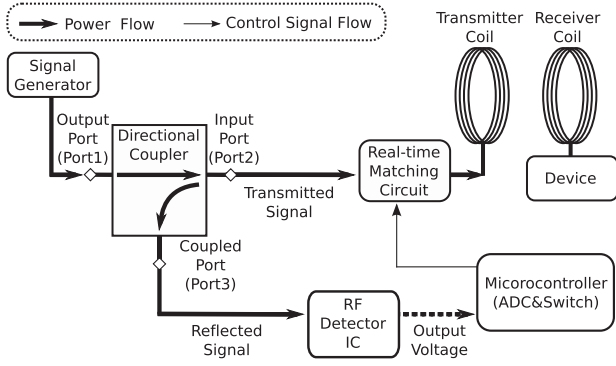 Power Flow
Control Signal Flow
Transmitter
Coil
Receiver
Coil
Signal
Generator
Output
Port
(Port1)
Directional
Coupler
Input
Port
(Port2)
Transmitted
Signal
Real-time
Matching
Circuit
Device
Coupled
Port
(Port3)
Reflected
Signal
RF
Detector
IC
Output
Voltage
Micorocontroller
(ADC&Switch)